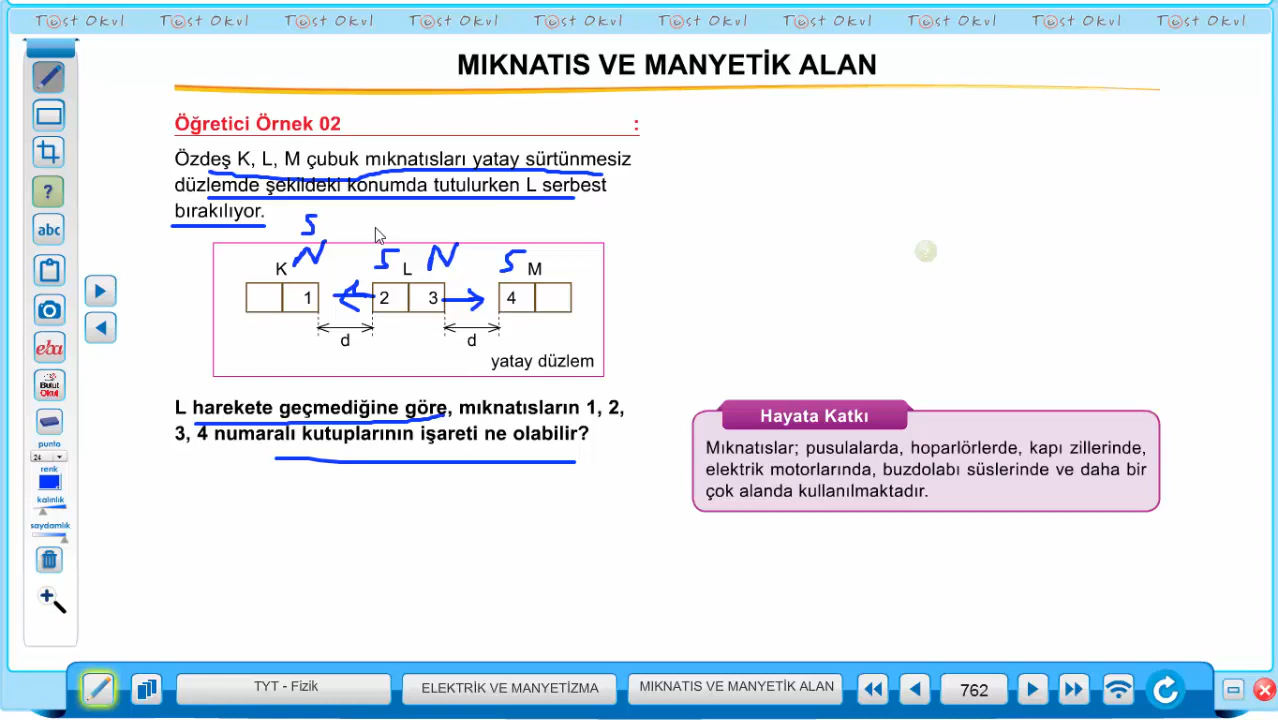 Test Okul Test Okul Test Okul Test Okul Test Okul Test Okul Test Okul Test Okul Test Okul Test Okul
MIKNATIS VE MANYETİK ALAN
Öğretici Örnek 02 :
Özdeş K, L, M çubuk mıknatısları yatay sürtünmesiz
düzlemde şekildeki konumda tutulurken L serbest
bırakılıyor.
S
N S N S
K L M
1 2 3 4
d d
yatay düzlem
L harekete geçmediğine göre, mıknatısların 1, 2,
3, 4 numaralı kutuplarının işareti ne olabilir?
Hayata Katkı
Mıknatıslar; pusulalarda, hoparlörlerde, kapı zillerinde,
elektrik motorlarında, buzdolabı süslerinde ve daha bir
çok alanda kullanılmaktadır.
?
abc
eba
Bulut
Okul
punto
24
renk
kalınlık
saydamlık
TYT - Fizik
ELEKTRİK VE MANYETİZMA
MIKNATIS VE MANYETİK ALAN
762